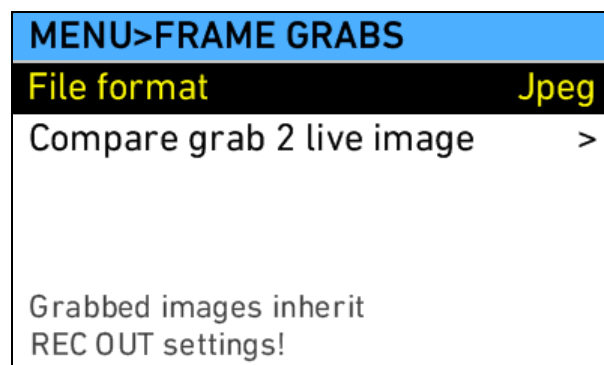 MENU>FRAME GRABS
File format Jpeg
Compare grab 2 live image >
Grabbed images inherit
REC OUT settings!